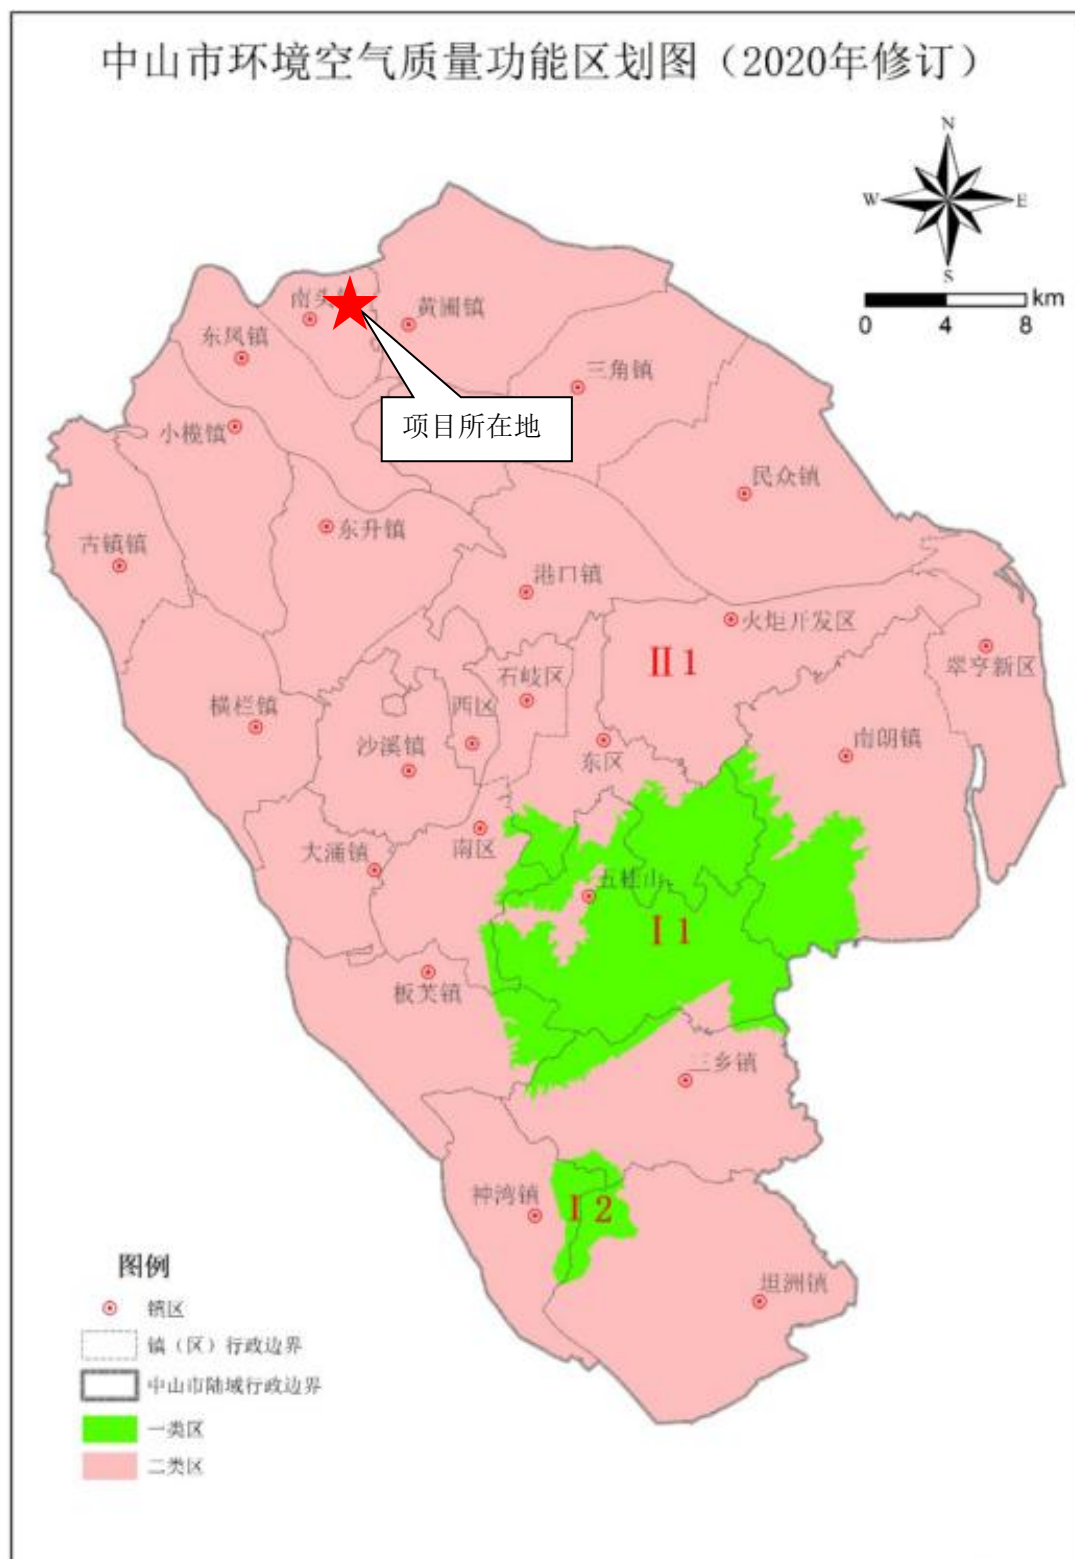 中山市环境空气质量功能区划图（2020年修订）
N
W
E
S
km
0 4 8
南头
黄圃镇
东凤镇
三角镇
项目所在地
小榄镇
民众镇
东升镇
古镇镇
港口镇
火炬开发区
II 1
翠亨新区
石岐区
西区
横栏镇
沙溪镇
东区
南朗镇
南区
大涌镇
五桂山
I 1
板芙镇
三乡镇
神湾镇
I 2
坦洲镇
图例
镇区
镇（区）行政边界
中山市陆域行政边界
一类区
二类区